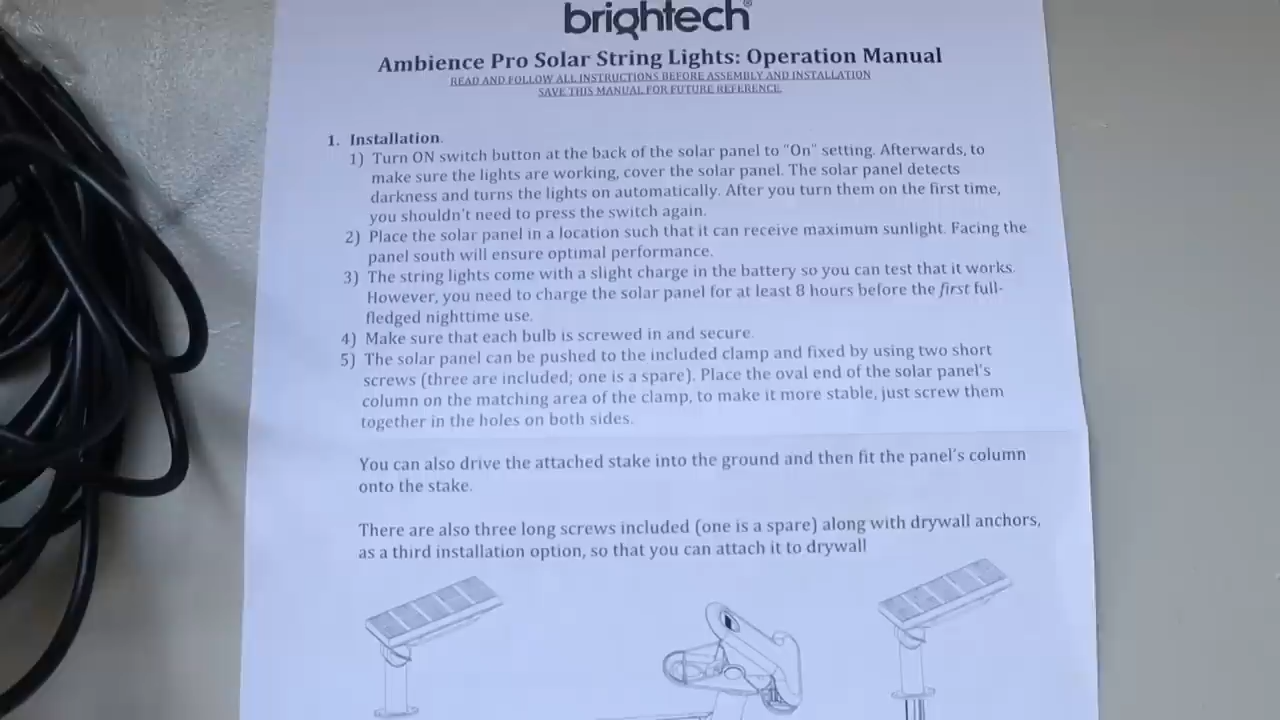 brightech®
Ambience Pro Solar String Lights: Operation Manual
READ AND FOLLOW ALL INSTRUCTIONS BEFORE ASSEMBLY AND INSTALLATION
SAVE THIS MANUAL FOR FUTURE REFERENCE.
1. Installation.
1) Turn ON switch button at the back of the solar panel to "On" setting. Afterwards, to
make sure the lights are working, cover the solar panel. The solar panel detects
darkness and turns the lights on automatically. After you turn them on the first time,
you shouldn't need to press the switch again.
2) Place the solar panel in a location such that it can receive maximum sunlight. Facing the
panel south will ensure optimal performance.
3) The string lights come with a slight charge in the battery so you can test that it works.
However, you need to charge the solar panel for at least 8 hours before the first full-
fledged nighttime use.
4) Make sure that each bulb is screwed in and secure.
5) The solar panel can be pushed to the included clamp and fixed by using two short
screws (three are included; one is a spare). Place the oval end of the solar panel's
column on the matching area of the clamp, to make it more stable, just screw them
together in the holes on both sides.
You can also drive the attached stake into the ground and then fit the panel's column
onto the stake.
There are also three long screws included (one is a spare) along with drywall anchors,
as a third installation option, so that you can attach it to drywall